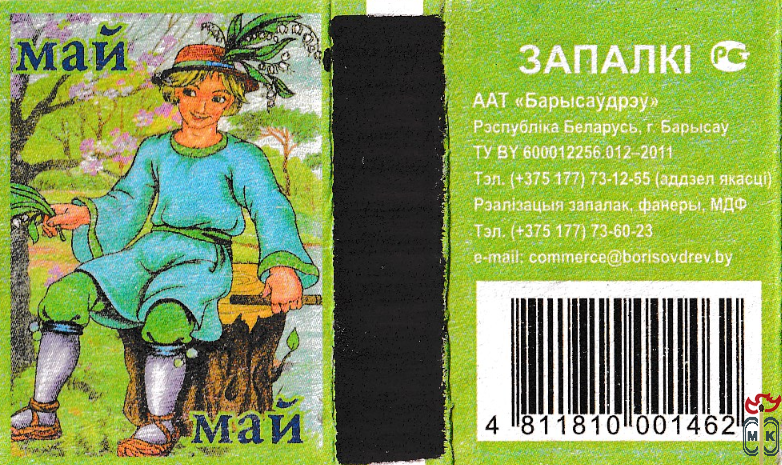 май
май
ЗАПАЛКІ РС
ААТ «Барысаўдрэў»
Рэспубліка Беларусь, г. Барысаў
ТУ BY 600012256.012–2011
Тэл. (+375 177) 73-12-55 (аддзел якасці)
Рэалізацыя запалак, фанеры, МДФ
Тэл. (+375 177) 73-60-23
e-mail: commerce@borisovdrev.by
4 811810 001462
М К